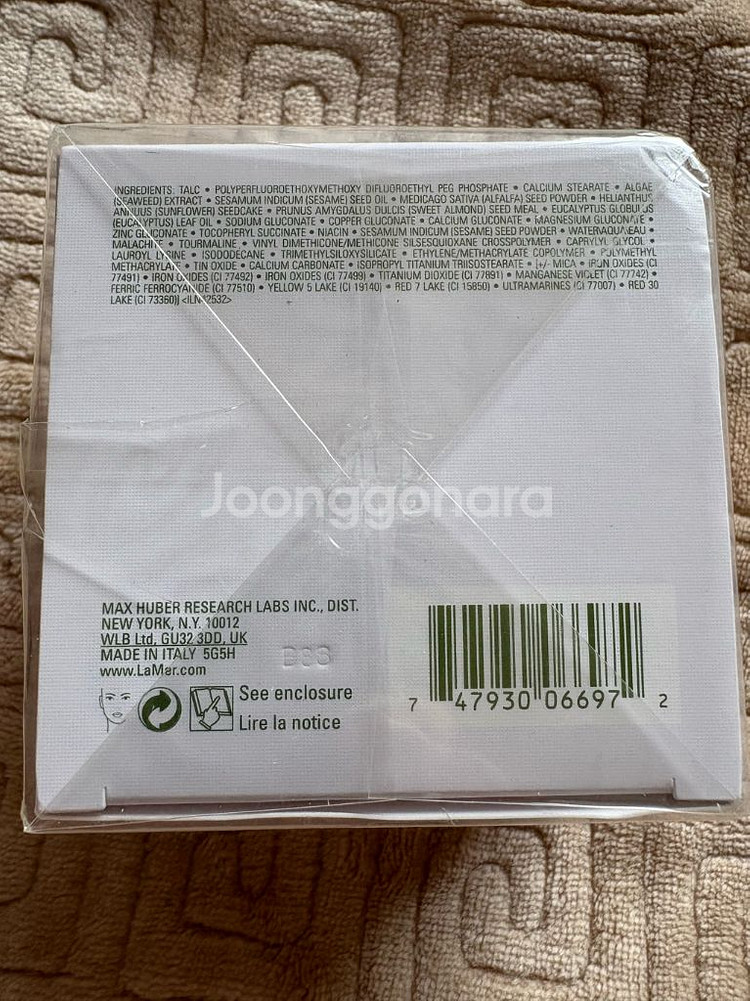 INGREDIENTS: TALC • POLYPERFLUOROETHOXYMETHOXY DIFLUOROETHYL PEG PHOSPHATE • CALCIUM STEARATE • ALGAE
(SEAWEED) EXTRACT • SESAMUM INDICUM (SESAME) SEED OIL • MEDICAGO SATIVA (ALFALFA) SEED POWDER • HELIANTHUS
ANNUUS (SUNFLOWER) SEEDCAKE • PRUNUS AMYGDALUS DULCIS (SWEET ALMOND) SEED MEAL • EUCALYPTUS GLOBULUS
(EUCALYPTUS) LEAF OIL • SODIUM GLUCONATE • COPPER GLUCONATE • CALCIUM GLUCONATE • MAGNESIUM GLUCONATE •
ZINC GLUCONATE • TOCOPHERYL SUCCINATE • NIACIN • SESAMUM INDICUM (SESAME) SEED POWDER • WATER\AQUA\EAU •
MALACHITE • TOURMALINE • VINYL DIMETHICONE/METHICONE SILSESQUIOXANE CROSSPOLYMER • CAPRYLYL GLYCOL •
LAUROYL LYSINE • ISODODECANE • TRIMETHYLSILOXYSILICATE • ETHYLENE/METHACRYLATE COPOLYMER • POLYMETHYL
METHACRYLATE • TIN OXIDE • CALCIUM CARBONATE • ISOPROPYL TITANIUM TRIISOSTEARATE • [+/- MICA • IRON OXIDES (CI
77491) • IRON OXIDES (CI 77492) • IRON OXIDES (CI 77499) • TITANIUM DIOXIDE (CI 77891) • MANGANESE VIOLET (CI 77742) •
FERRIC FERROCYANIDE (CI 77510) • YELLOW 5 LAKE (CI 19140) • RED 7 LAKE (CI 15850) • ULTRAMARINES (CI 77007) • RED 30
LAKE (CI 73360)] <ILN42532>
Joonggonara
MAX HUBER RESEARCH LABS INC., DIST.
NEW YORK, N.Y. 10012
WLB Ltd, GU32 3DD, UK
MADE IN ITALY 5G5H
www.LaMer.com
See enclosure
Lire la notice
7 47930 06697 2